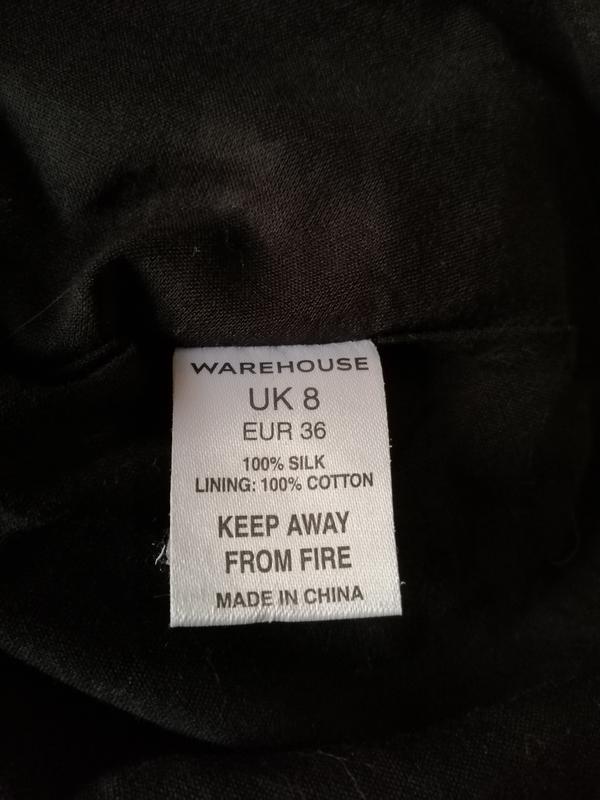 WAREHOUSE
UK 8
EUR 36
100% SILK
LINING: 100% COTTON
KEEP AWAY
FROM FIRE
MADE IN CHINA